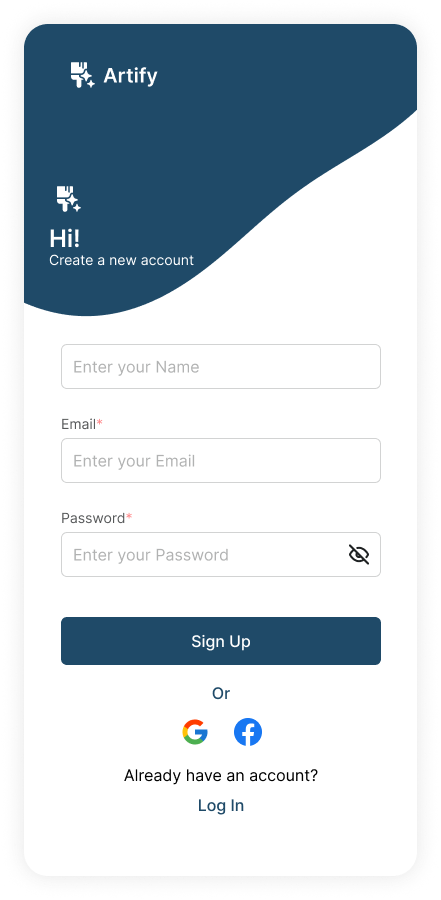 Artify
Hi!
Create a new account
Enter your Name
Email*
Enter your Email
Password*
Enter your Password
Sign Up
Or
Already have an account?
Log In